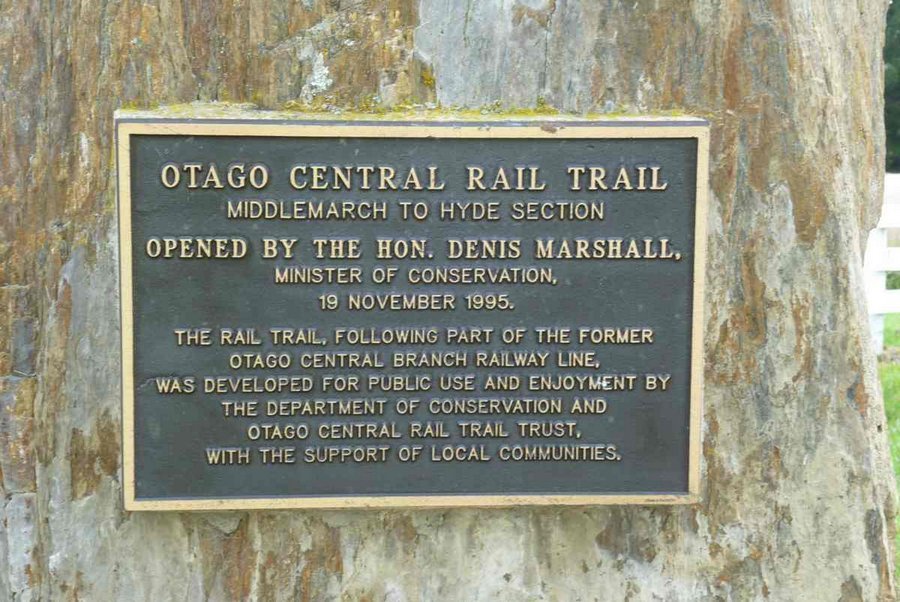 OTAGO CENTRAL RAIL TRAIL
MIDDLEMARCH TO HYDE SECTION
OPENED BY THE HON. DENIS MARSHALL,
MINISTER OF CONSERVATION,
19 NOVEMBER 1995.
THE RAIL TRAIL, FOLLOWING PART OF THE FORMER
OTAGO CENTRAL BRANCH RAILWAY LINE,
WAS DEVELOPED FOR PUBLIC USE AND ENJOYMENT BY
THE DEPARTMENT OF CONSERVATION AND
OTAGO CENTRAL RAIL TRAIL TRUST,
WITH THE SUPPORT OF LOCAL COMMUNITIES.